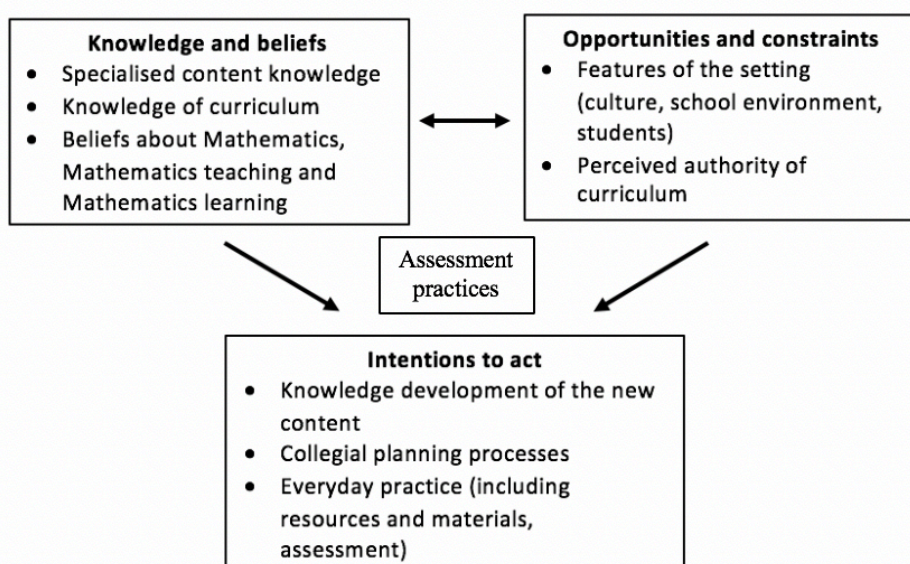 Knowledge and beliefs
• Specialised content knowledge
• Knowledge of curriculum
• Beliefs about Mathematics,
Mathematics teaching and
Mathematics learning
Opportunities and constraints
• Features of the setting
(culture, school environment,
students)
• Perceived authority of
curriculum
Assessment
practices
Intentions to act
• Knowledge development of the new
content
• Collegial planning processes
• Everyday practice (including
resources and materials,
assessment)